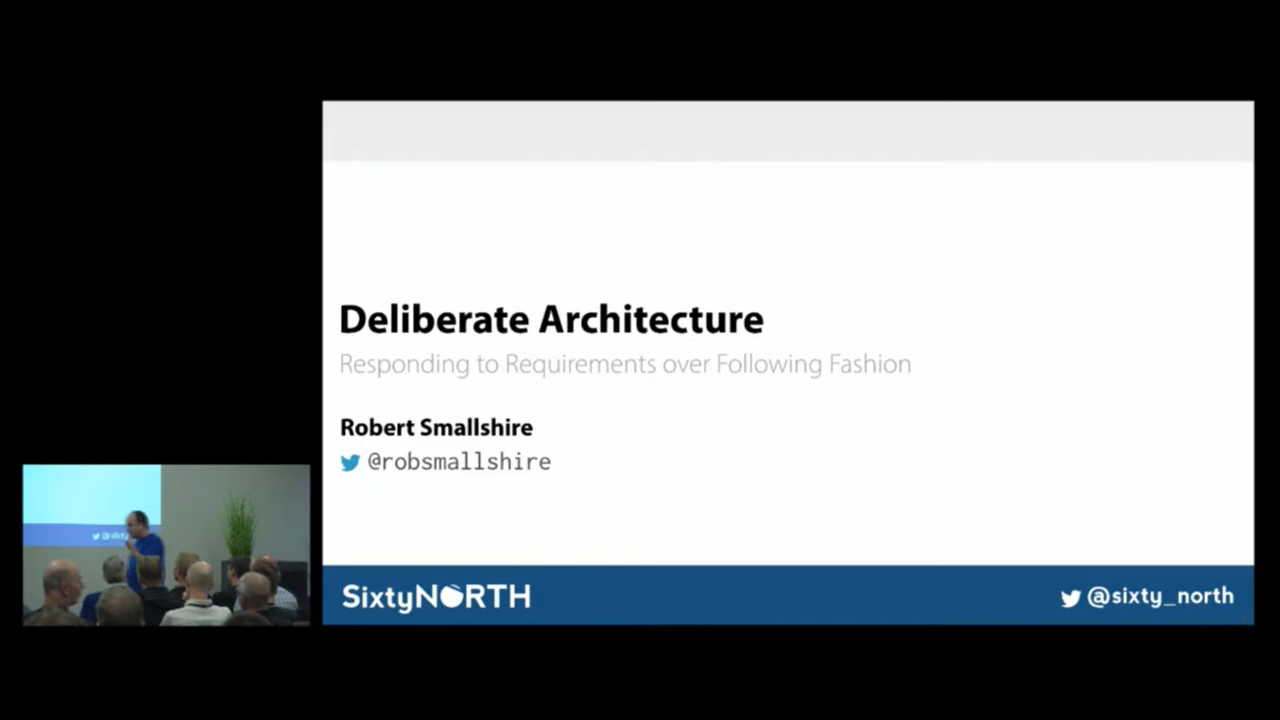 Deliberate Architecture
Responding to Requirements over Following Fashion
Robert Smallshire
@robsmallshire
SixtyNORTH
@sixty_north